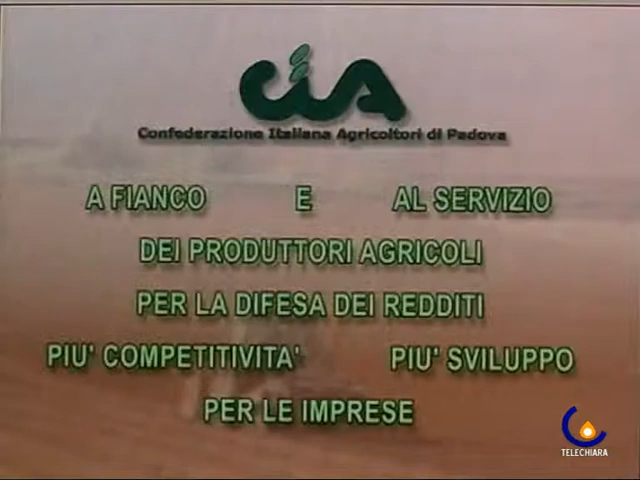 CIA
Confederazione Italiana Agricoltori di Padova
A FIANCO E AL SERVIZIO
DEI PRODUTTORI AGRICOLI
PER LA DIFESA DEI REDDITI
PIU' COMPETITIVITA' PIU' SVILUPPO
PER LE IMPRESE
TELECHIARA